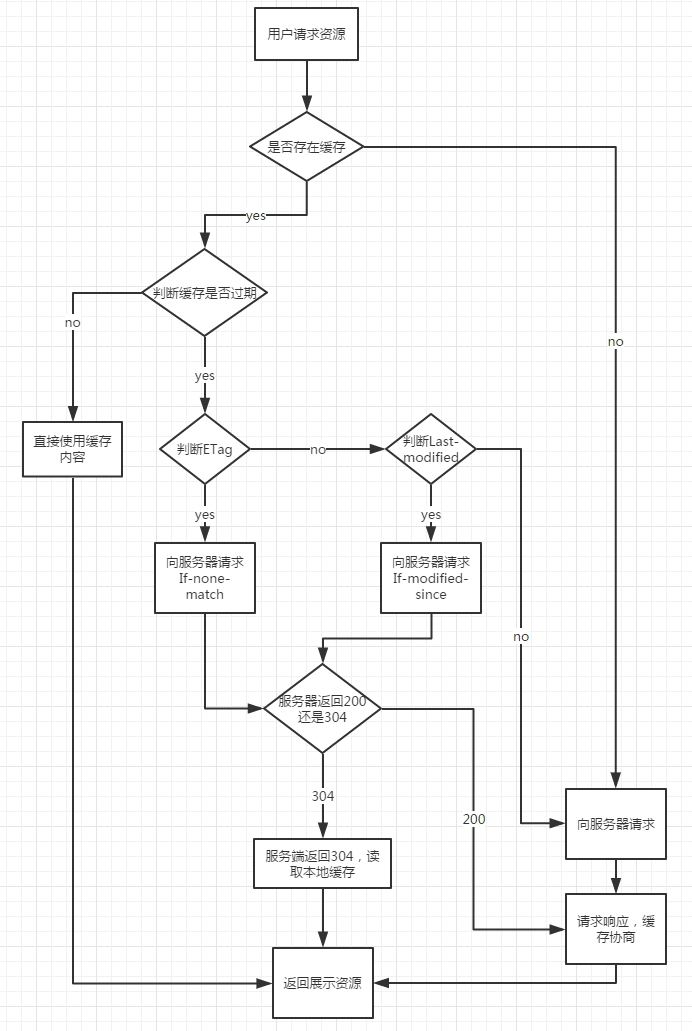 用户请求资源
是否存在缓存
yes
判断缓存是否过期
no
no
yes
直接使用缓存
内容
判断ETag
no
判断Last-
modified
yes
yes
向服务器请求
If-none-
match
向服务器请求
If-modified-
since
no
服务器返回200
还是304
304
200
向服务器请求
服务端返回304，读
取本地缓存
请求响应，缓
存协商
返回展示资源